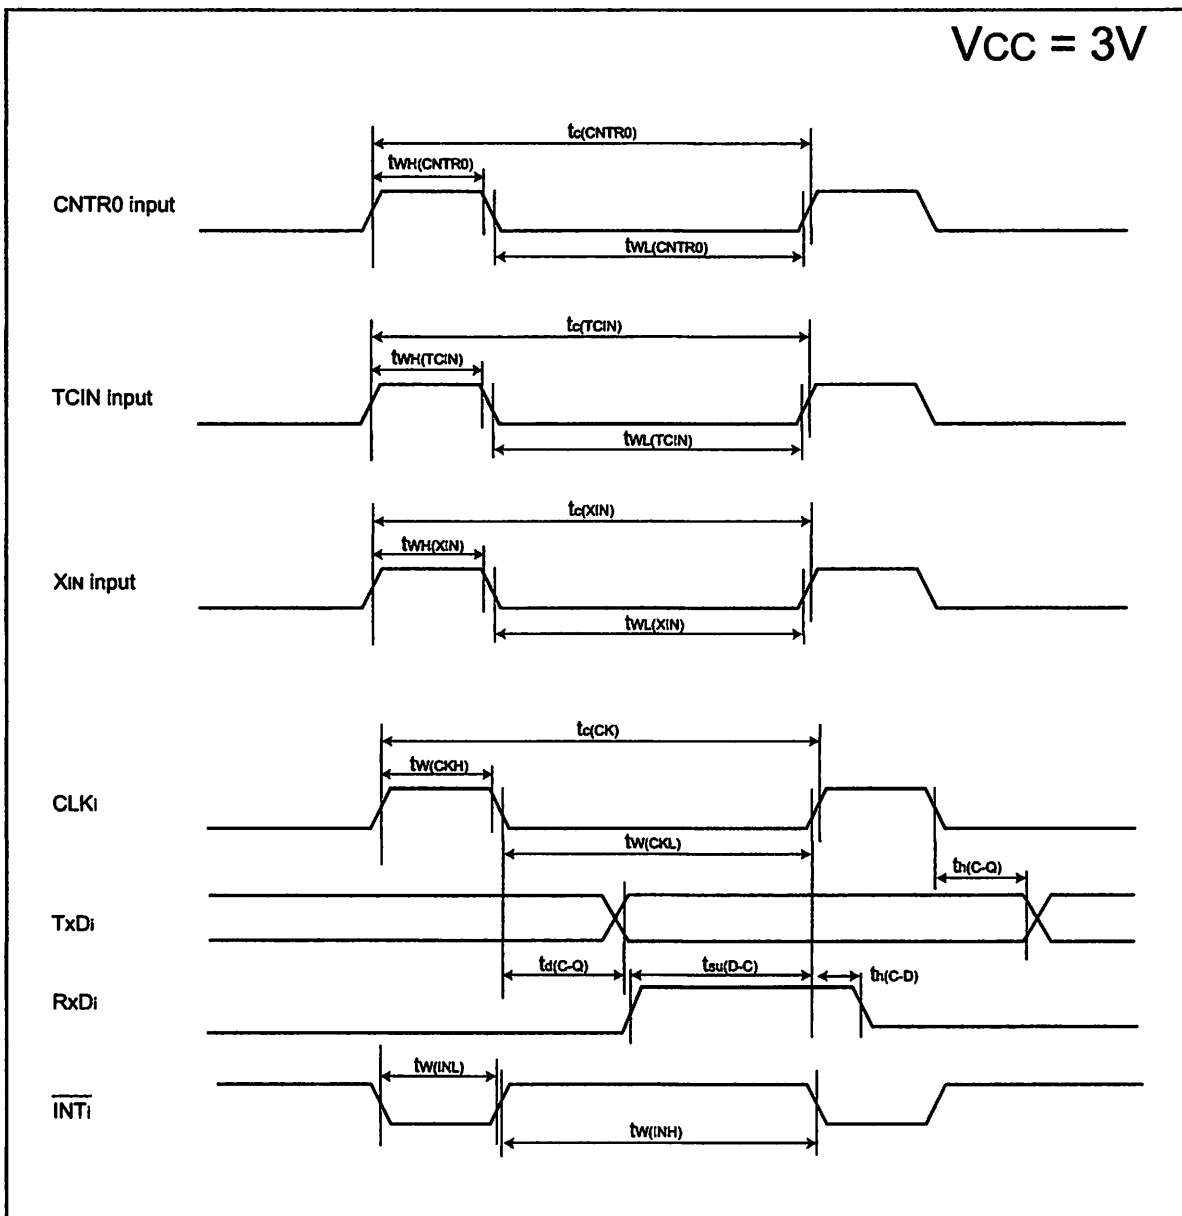 VCC = 3V
tc(CNTR0)
tWH(CNTR0)
CNTR0 input
tWL(CNTR0)
tc(TCIN)
tWH(TCIN)
TCIN input
tWL(TCIN)
tc(XIN)
tWH(XIN)
XIN input
tWL(XIN)
tc(CK)
tW(CKH)
CLKi
tW(CKL)
th(C-Q)
TxDi
td(C-Q)
tsu(D-C)
th(C-D)
RxDi
tW(INL)
INTi
tW(INH)